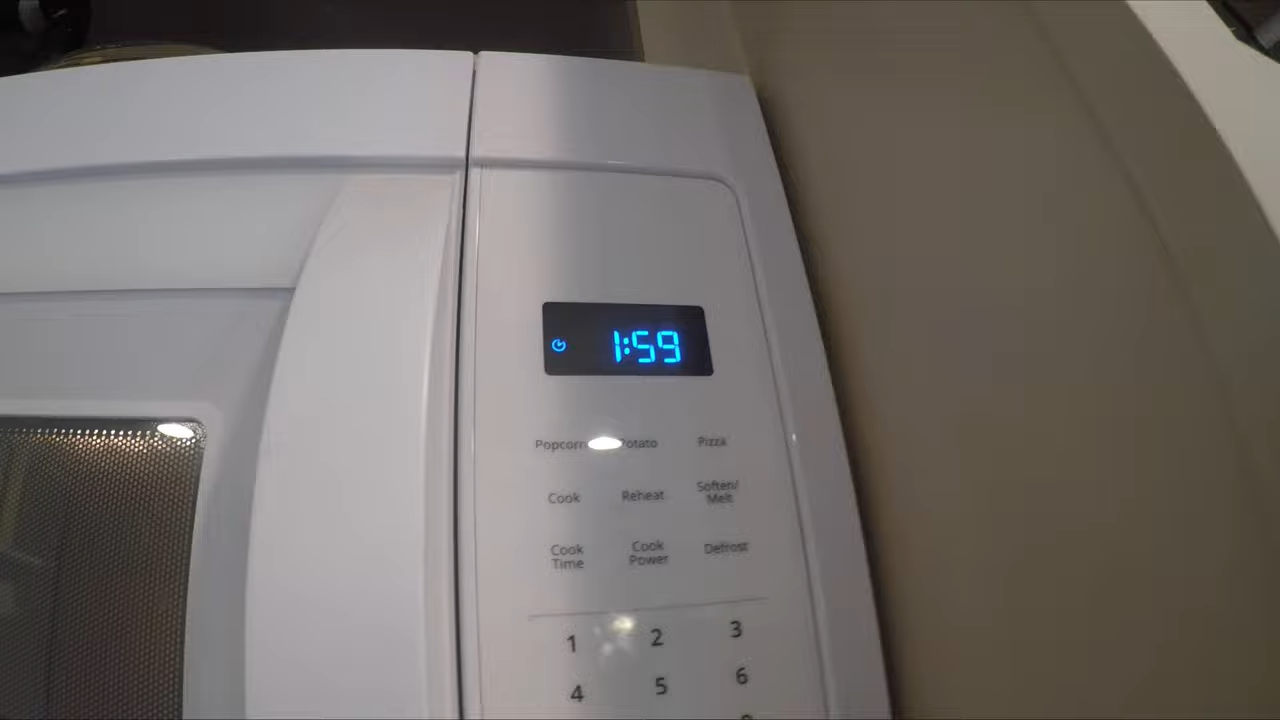 1:59
Popcorn Potato Pizza
Cook Reheat Soften/
Melt
Cook Cook Defrost
Time Power
1 2 3
4 5 6